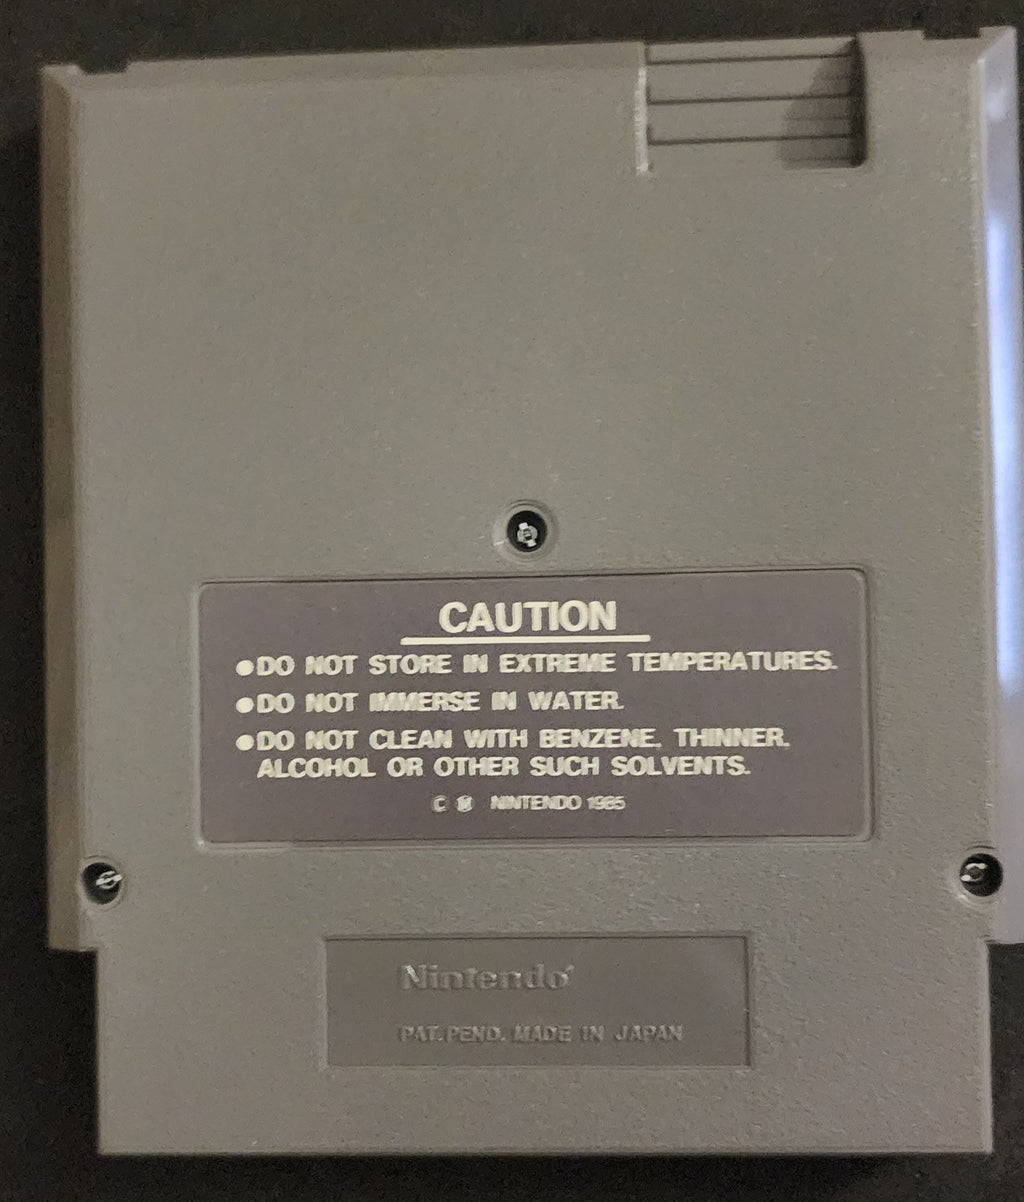 CAUTION
●DO NOT STORE IN EXTREME TEMPERATURES.
●DO NOT IMMERSE IN WATER.
●DO NOT CLEAN WITH BENZENE, THINNER,
ALCOHOL OR OTHER SUCH SOLVENTS.
C M NINTENDO 1985
Nintendo®
PAT. PEND. MADE IN JAPAN